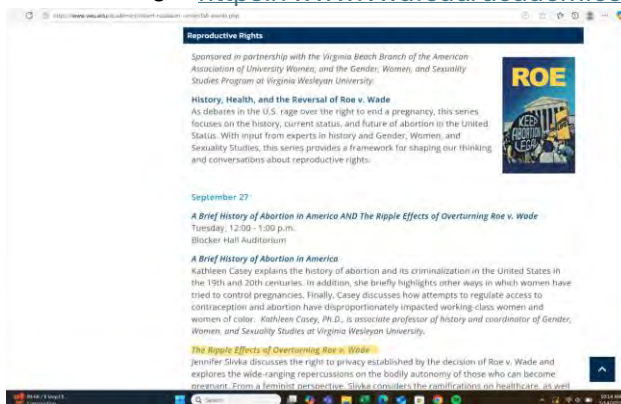 Reproductive Rights
Sponsored in partnership with the Virginia Beach Branch of the American
Association of University Women, and the Gender, Women, and Sexuality
Studies Program at Virginia Wesleyan University.
ROE
KEEP
ABORTION
LEGAL
History, Health, and the Reversal of Roe v. Wade
As debates in the U.S. rage over the right to end a pregnancy, this series
focuses on the history, current status, and future of abortion in the United
Status. With input from experts in history and Gender, Women, and
Sexuality Studies, this series provides a framework for shaping our thinking
and conversations about reproductive rights.
September 27
A Brief History of Abortion in America AND The Ripple Effects of Overturning Roe v. Wade
Tuesday, 12:00 - 1:00 p.m.
Blocker Hall Auditorium
A Brief History of Abortion in America
Kathleen Casey explains the history of abortion and its criminalization in the United States in
the 19th and 20th centuries. In addition, she briefly highlights other ways in which women have
tried to control pregnancies. Finally, Casey discusses how attempts to regulate access to
contraception and abortion have disproportionately impacted working-class women and
women of color. Kathleen Casey, Ph.D., is associate professor of history and coordinator of Gender,
Women, and Sexuality Studies at Virginia Wesleyan University.
The Ripple Effects of Overturning Roe v. Wade
Jennifer Slivka discusses the right to privacy established by the decision of Roe v. Wade and
explores the wide-ranging repercussions on the bodily autonomy of those who can become
pregnant. From a feminist perspective, Slivka considers the ramifications on healthcare, as well
Search